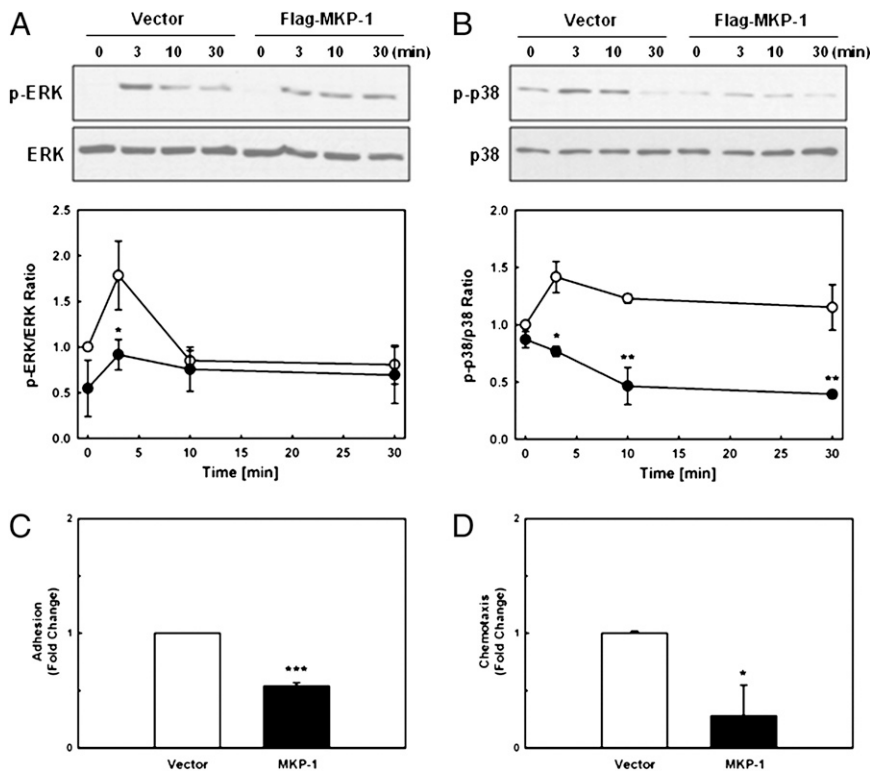 A
Vector
Flag-MKP-1
0 3 10 30 0 3 10 30 (min)
p-ERK
ERK
2.5
2.0
1.5
1.0
0.5
0.0
p-ERK/ERK Ratio
*
0 5 10 15 20 25 30
Time [min]
B
Vector
Flag-MKP-1
0 3 10 30 0 3 10 30 (min)
p-p38
p38
2.0
1.5
1.0
0.5
0.0
p-p38/p38 Ratio
*
**
**
0 5 10 15 20 25 30
Time [min]
C
2
1
0
Adhesion
(Fold Change)
***
Vector MKP-1
D
2
1
0
Chemotaxis
(Fold Change)
*
Vector MKP-1